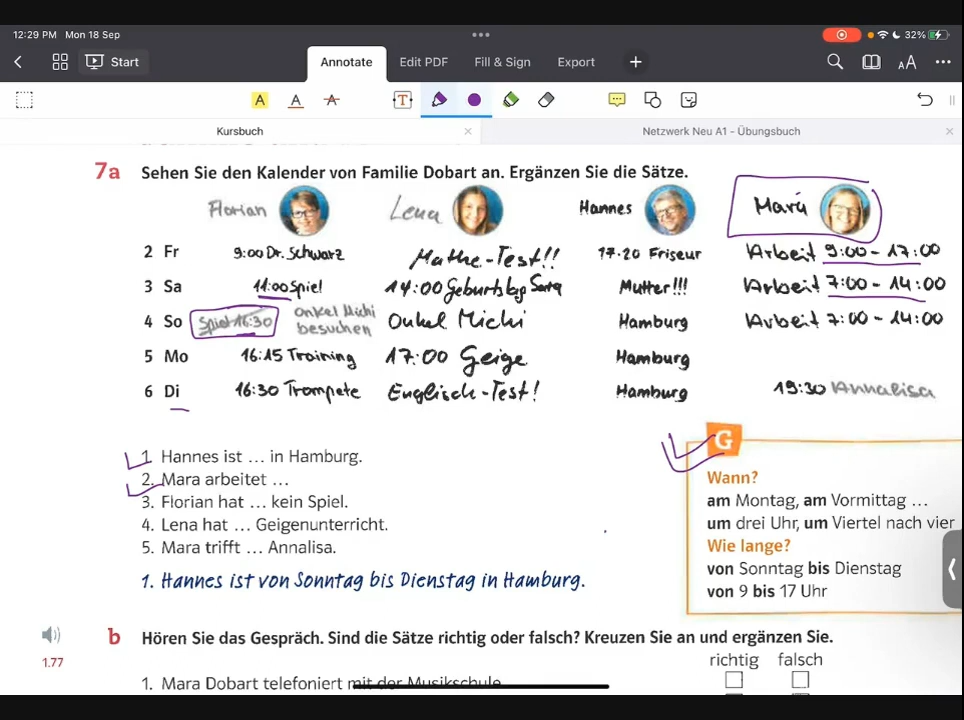 12:29 PM Mon 18 Sep 32%
Start Annotate Edit PDF Fill & Sign Export
Kursbuch Netzwerk Neu A1 - Übungsbuch
7a Sehen Sie den Kalender von Familie Dobart an. Ergänzen Sie die Sätze.
Florian Lena Hannes Mara
2 Fr 9:00 Dr. Schwarz Mathe-Test!! 17.20 Friseur Arbeit 9:00 - 17:00
3 Sa 11:00 Spiel 14:00 Geburtstag Sara Mutter!!! Arbeit 7:00 - 14:00
4 So Spiel 16:30 onkel Michi besuchen Onkel Michi Hamburg Arbeit 7:00 - 14:00
5 Mo 16:15 Training 17:00 Geige Hamburg
6 Di 16:30 Trompete Englisch-Test! Hamburg 19:30 Annalisa
1. Hannes ist ... in Hamburg.
2. Mara arbeitet ...
3. Florian hat ... kein Spiel.
4. Lena hat ... Geigenunterricht.
5. Mara trifft ... Annalisa.
1. Hannes ist von Sonntag bis Dienstag in Hamburg.
G
Wann?
am Montag, am Vormittag ...
um drei Uhr, um Viertel nach vier
Wie lange?
von Sonntag bis Dienstag
von 9 bis 17 Uhr
1.77 b Hören Sie das Gespräch. Sind die Sätze richtig oder falsch? Kreuzen Sie an und ergänzen Sie.
richtig falsch
1. Mara Dobart telefoniert mit der Musikschule.